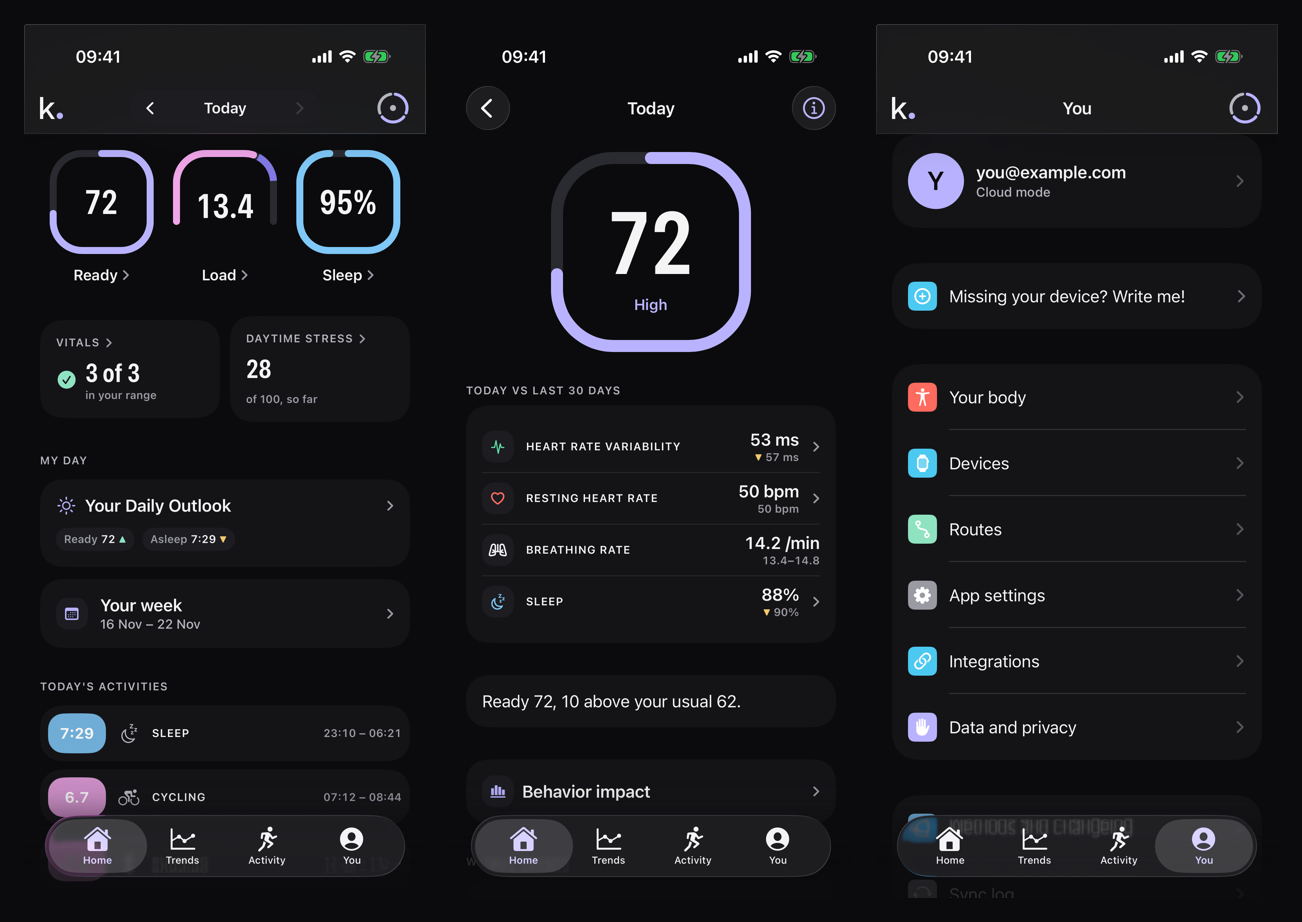 09:41
k.
Today
72
13.4
95%
Ready
Load
Sleep
VITALS
3 of 3
in your range
DAYTIME STRESS
28
of 100, so far
MY DAY
Your Daily Outlook
Ready 72 ▲
Asleep 7:29 ▼
Your week
16 Nov – 22 Nov
TODAY'S ACTIVITIES
7:29 SLEEP 23:10 – 06:21
6.7 CYCLING 07:12 – 08:44
Home Trends Activity You
09:41
Today
72
High
TODAY VS LAST 30 DAYS
HEART RATE VARIABILITY 53 ms
▼ 57 ms
RESTING HEART RATE 50 bpm
50 bpm
BREATHING RATE 14.2 /min
13.4–14.8
SLEEP 88%
▼ 90%
Ready 72, 10 above your usual 62.
Behavior impact
Home Trends Activity You
09:41
k.
You
Y
you@example.com
Cloud mode
Missing your device? Write me!
Your body
Devices
Routes
App settings
Integrations
Data and privacy
Home Trends Activity You
Sync log